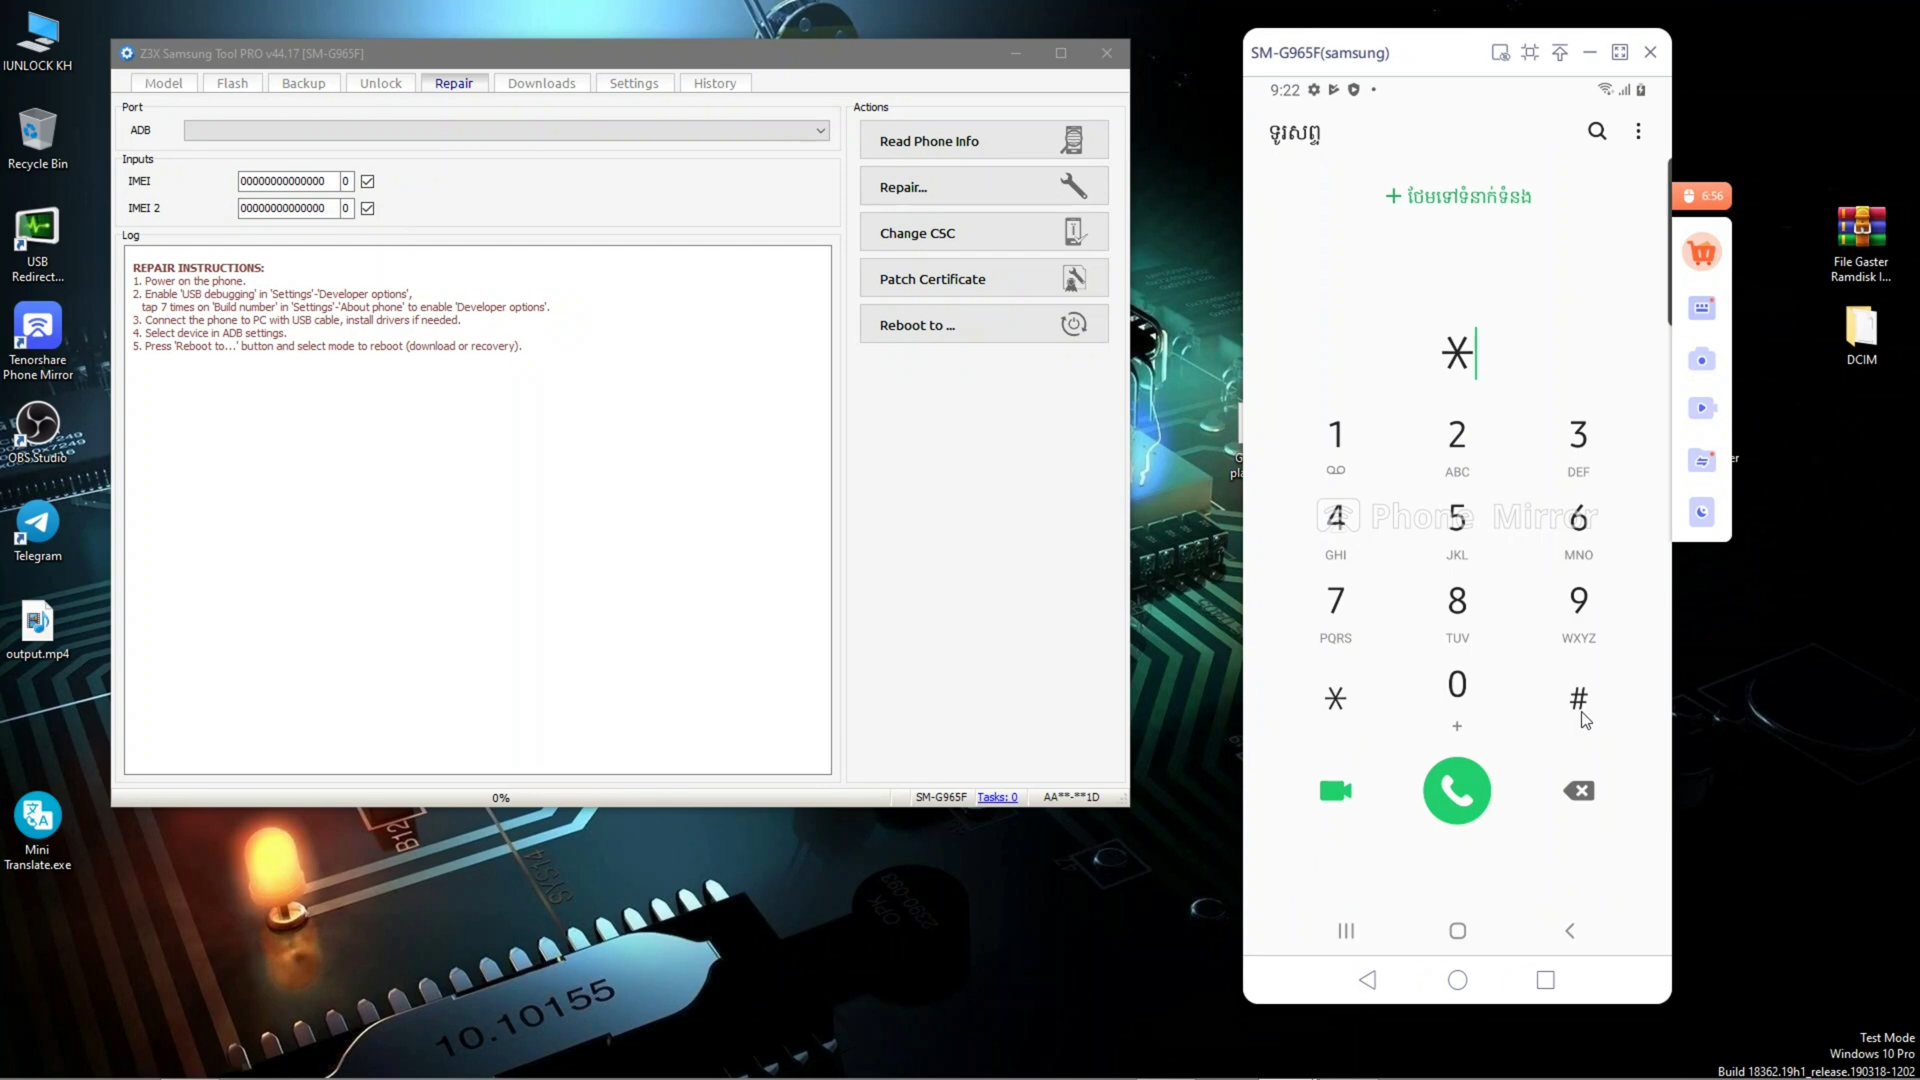 IUNLOCK KH
Recycle Bin
USB
Redirect...
Tenorshare
Phone Mirror
OBS Studio
Telegram
output.mp4
Mini
Translate.exe
Z3X Samsung Tool PRO v44.17 [SM-G965F]
Model
Flash
Backup
Unlock
Repair
Downloads
Settings
History
Port
ADB
Inputs
IMEI
00000000000000 0
IMEI 2
00000000000000 0
Log
REPAIR INSTRUCTIONS:
1. Power on the phone.
2. Enable 'USB debugging' in 'Settings'-'Developer options',
tap 7 times on 'Build number' in 'Settings'-'About phone' to enable 'Developer options'.
3. Connect the phone to PC with USB cable, install drivers if needed.
4. Select device in ADB settings.
5. Press 'Reboot to...' button and select mode to reboot (download or recovery).
Actions
Read Phone Info
Repair...
Change CSC
Patch Certificate
Reboot to ...
0%
SM-G965F
Tasks: 0
AA**-**1D
SM-G965F(samsung)
9:22
ទូរសព្ទ
+ ថែមទៅទំនាក់ទំនង
*
1
2
ABC
3
DEF
Phone Mirror
4
GHI
5
JKL
6
MNO
7
PQRS
8
TUV
9
WXYZ
*
0
+
#
6:56
File Gaster
Ramdisk I...
DCIM
10.10155
B12
Test Mode
Windows 10 Pro
Build 18362.19h1_release.190318-1202